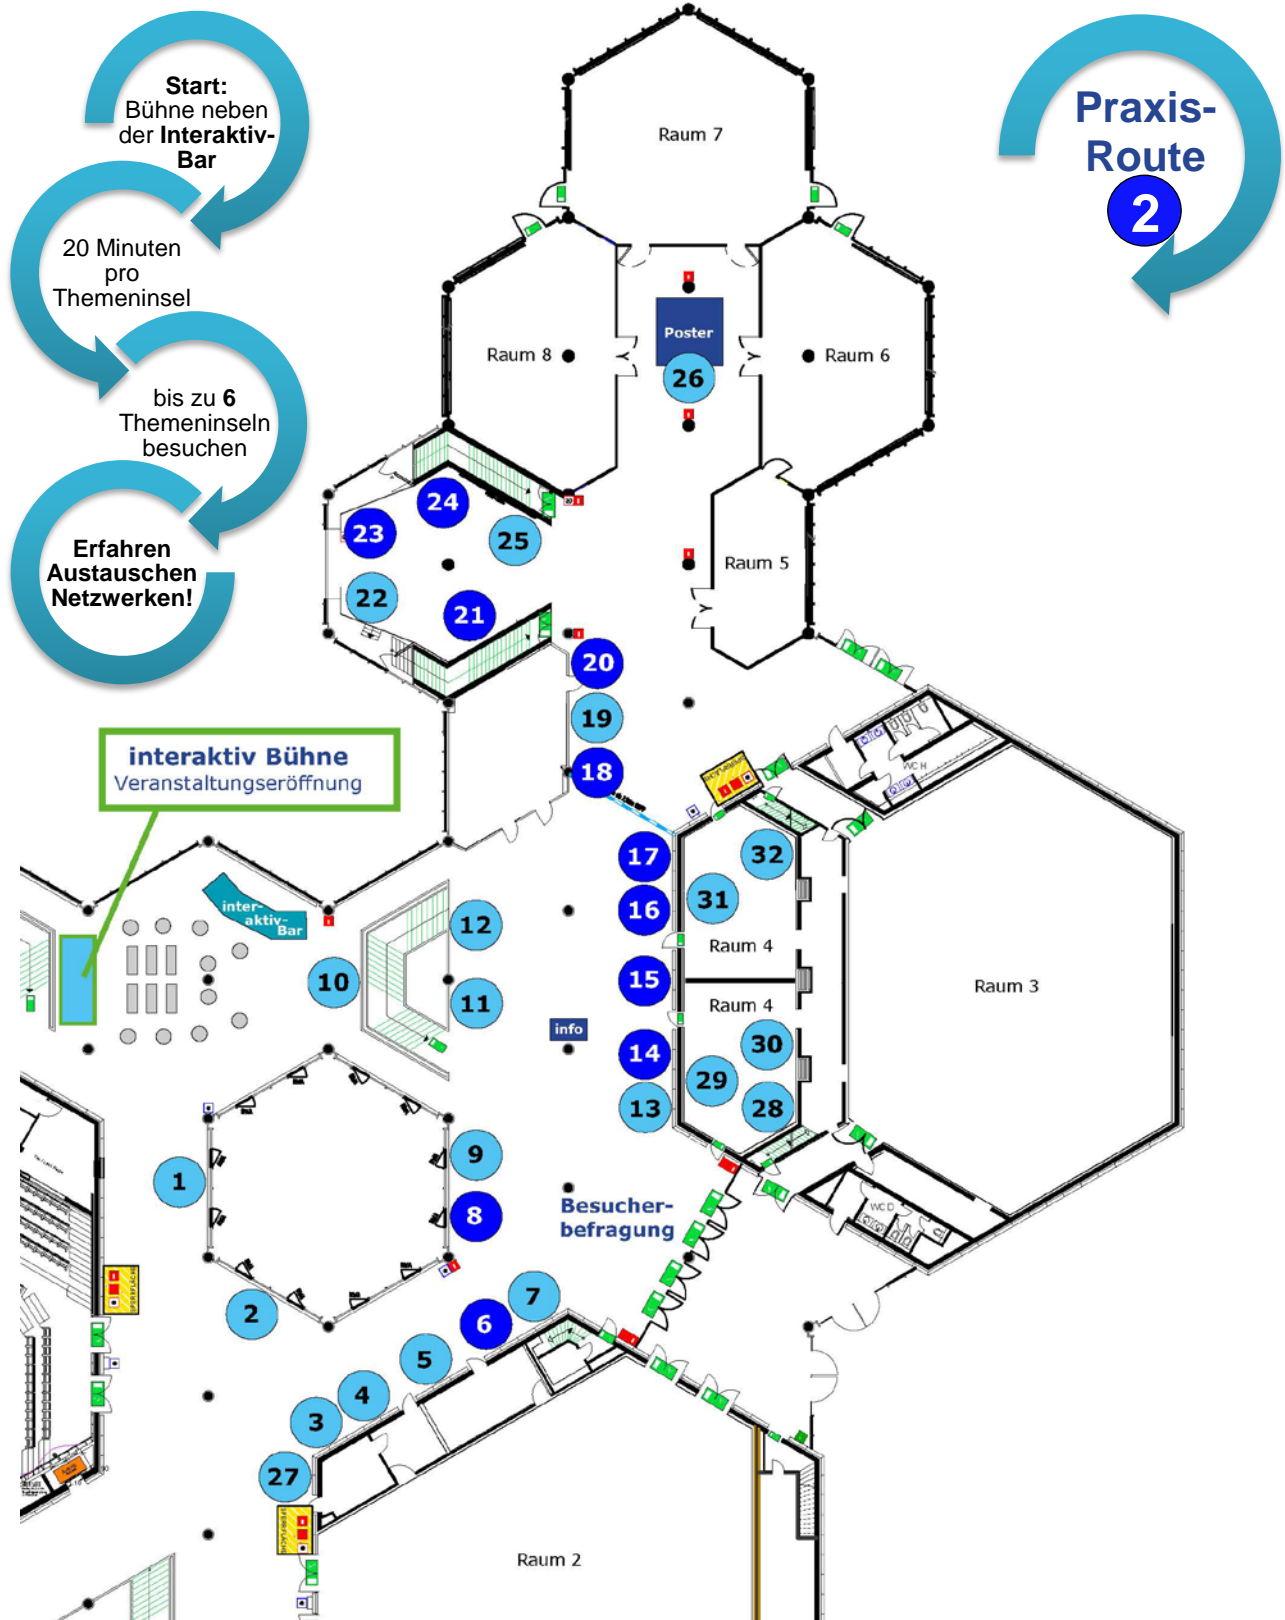 Start:
Bühne neben
der Interaktiv-
Bar
20 Minuten
pro
Themeninsel
bis zu 6
Themeninseln
besuchen
Erfahren
Austauschen
Netzwerken!
Praxis-
Route
2
Raum 7
Raum 8
Poster
26
Raum 6
24
23
25
22
21
Raum 5
20
19
18
interaktiv Bühne
Veranstaltungseröffnung
WC H
17
32
16
31
Raum 4
inter-
aktiv-
Bar
12
10
11
15
Raum 4
Raum 3
info
14
30
29
13
28
9
1
8
Besucher-
befragung
WC D
SPERRFLÄCHE
2
7
6
5
4
3
27
SPERRFLÄCHE
Raum 2